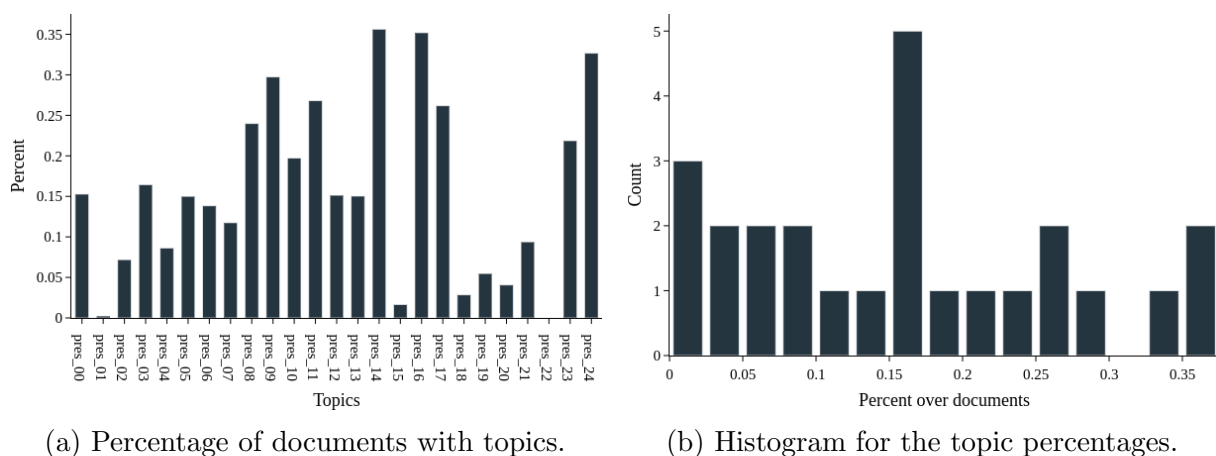 0.35
0.3
0.25
0.2
0.15
0.1
0.05
0
Percent
pres_00
pres_01
pres_02
pres_03
pres_04
pres_05
pres_06
pres_07
pres_08
pres_09
pres_10
pres_11
pres_12
pres_13
pres_14
pres_15
pres_16
pres_17
pres_18
pres_19
pres_20
pres_21
pres_22
pres_23
pres_24
Topics
(a) Percentage of documents with topics.
5
4
3
2
1
0
Count
0 0.05 0.1 0.15 0.2 0.25 0.3 0.35
Percent over documents
(b) Histogram for the topic percentages.